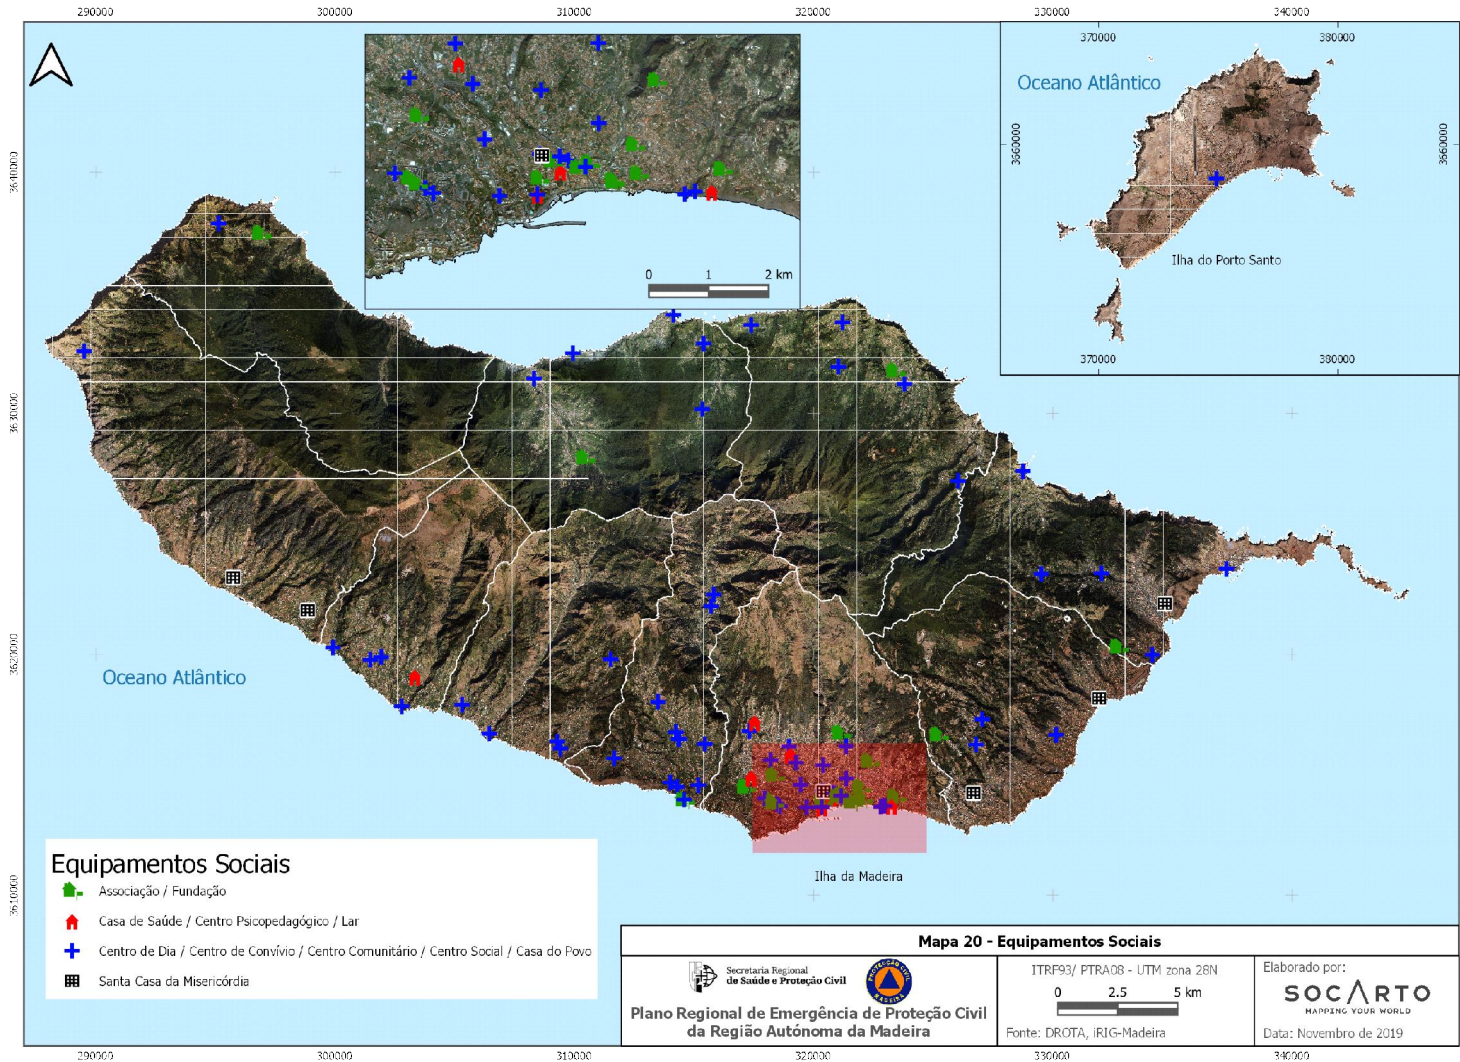 290000
300000
310000
320000
330000
340000
370000
380000
Oceano Atlântico
3560000
3560000
3640000
0
1
2 km
Ilha do Porto Santo
370000
380000
3630000
3620000
Oceano Atlântico
Ilha da Madeira
3610000
Equipamentos Sociais
Associação / Fundação
Casa de Saúde / Centro Psicopedagógico / Lar
Centro de Dia / Centro de Convívio / Centro Comunitário / Centro Social / Casa do Povo
Santa Casa da Misericórdia
Mapa 20 - Equipamentos Sociais
Secretaria Regional
de Saúde e Proteção Civil
PROTECÇÃO CIVIL
MADEIRA
Plano Regional de Emergência de Proteção Civil
da Região Autónoma da Madeira
ITRF93/ PTRA08 - UTM zona 28N
0
2.5
5 km
Fonte: DROTA, iRIG-Madeira
Elaborado por:
SOCARTO
MAPPING YOUR WORLD
Data: Novembro de 2019
290000
300000
310000
320000
330000
340000